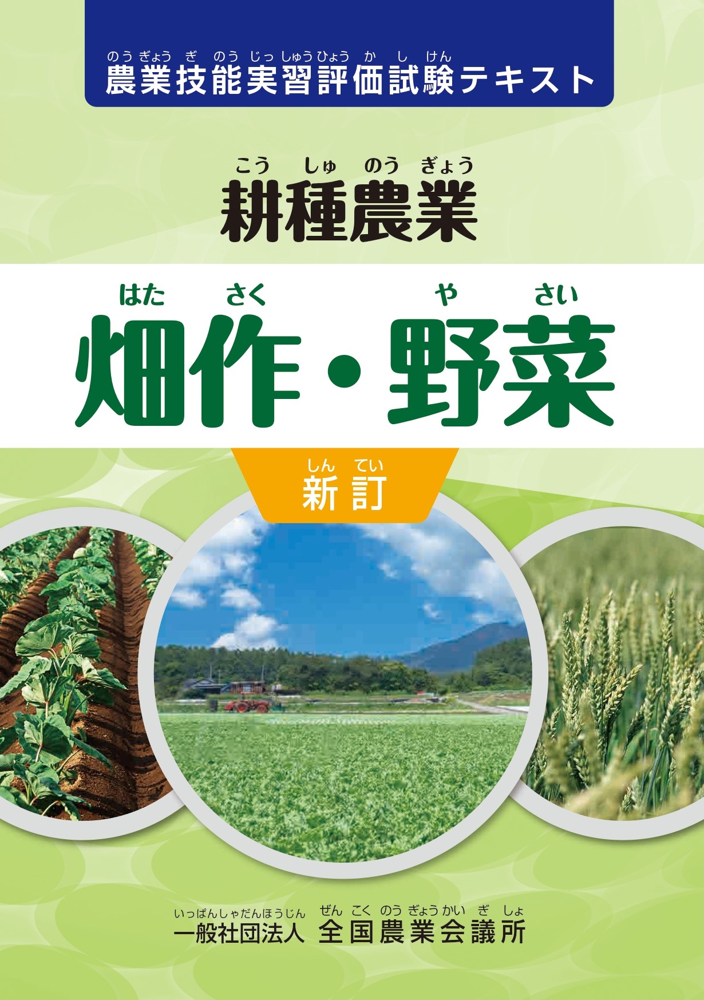 のうぎょうぎのうじっしゅうひょうかしけん
農業技能実習評価試験テキスト
こうしゅのうぎょう
耕種農業
はたさく やさい
畑作・野菜
しんてい
新訂
いっぱんしゃだんほうじん ぜんこくのうぎょうかいぎしょ
一般社団法人 全国農業会議所